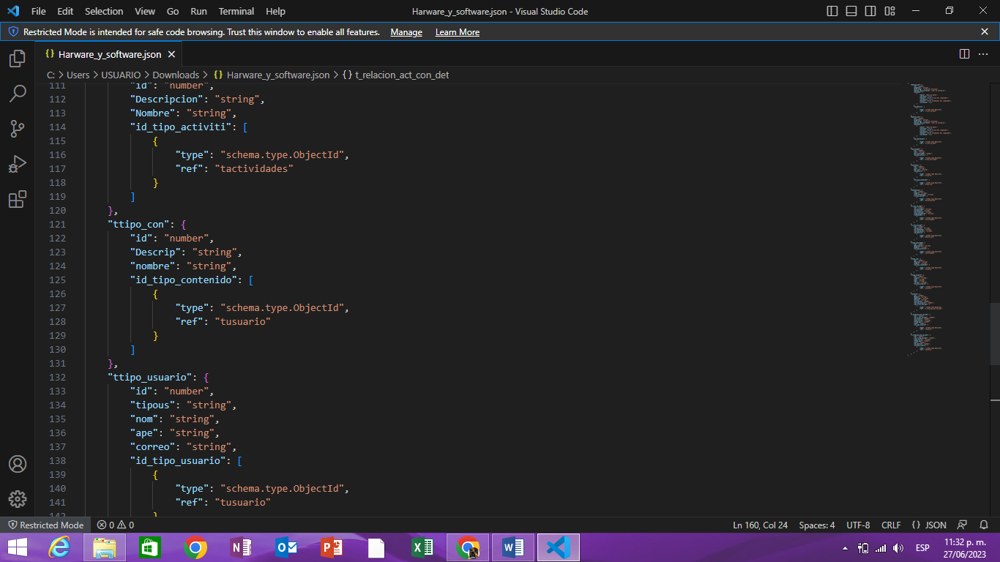 File Edit Selection View Go Run Terminal Help Harware_y_software.json - Visual Studio Code
Restricted Mode is intended for safe code browsing. Trust this window to enable all features. Manage Learn More
{} Harware_y_software.json
C: > Users > USUARIO > Downloads > {} Harware_y_software.json > {} t_relacion_act_con_det
111 "id": "number",
112 "Descripcion": "string",
113 "Nombre": "string",
114 "id_tipo_activiti": [
115 {
116 "type": "schema.type.ObjectId",
117 "ref": "tactividades"
118 }
119 ]
120 },
121 "ttipo_con": {
122 "id": "number",
123 "Descrip": "string",
124 "nombre": "string",
125 "id_tipo_contenido": [
126 {
127 "type": "schema.type.ObjectId",
128 "ref": "tusuario"
129 }
130 ]
131 },
132 "ttipo_usuario": {
133 "id": "number",
134 "tipous": "string",
135 "nom": "string",
136 "ape": "string",
137 "correo": "string",
138 "id_tipo_usuario": [
139 {
140 "type": "schema.type.ObjectId",
141 "ref": "tusuario"
142 }
Restricted Mode 0 0 Ln 160, Col 24 Spaces: 4 UTF-8 CRLF {} JSON
ESP 11:32 p. m.
27/06/2023